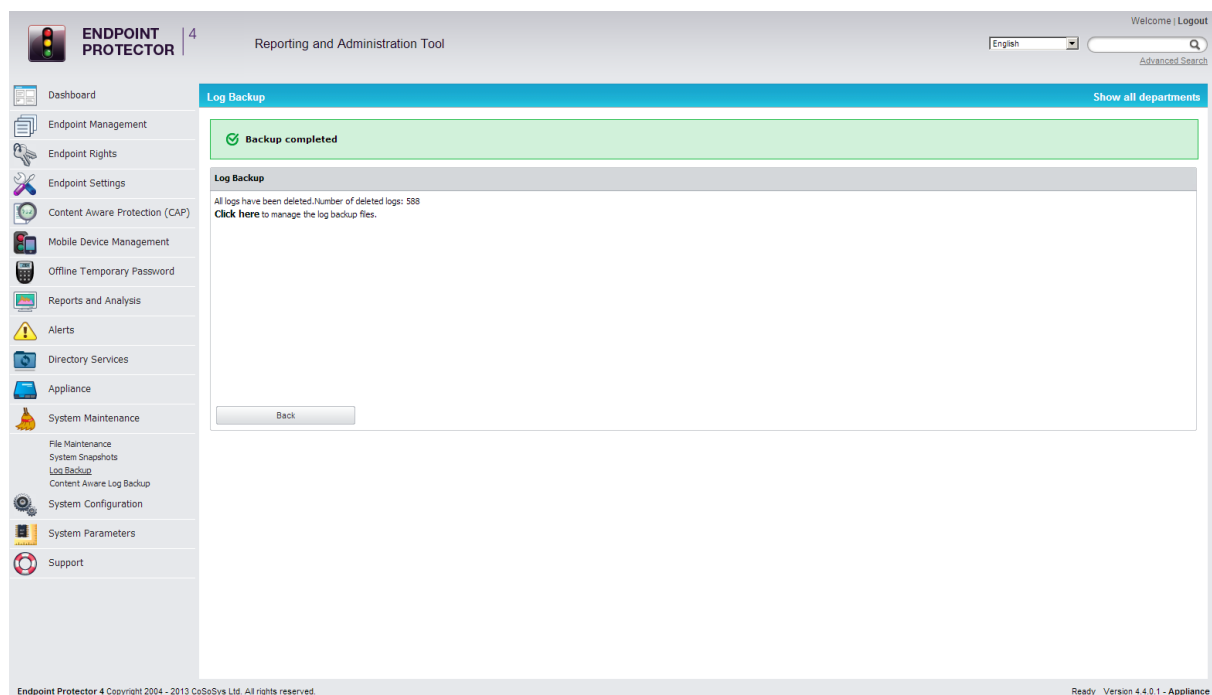 Welcome | Logout
ENDPOINT PROTECTOR 4
Reporting and Administration Tool
English
Advanced Search
Dashboard
Endpoint Management
Endpoint Rights
Endpoint Settings
Content Aware Protection (CAP)
Mobile Device Management
Offline Temporary Password
Reports and Analysis
Alerts
Directory Services
Appliance
System Maintenance
File Maintenance
System Snapshots
Log Backup
Content Aware Log Backup
System Configuration
System Parameters
Support
Log Backup
Show all departments
Backup completed
Log Backup
All logs have been deleted.Number of deleted logs: 588
Click here to manage the log backup files.
Back
Endpoint Protector 4 Copyright 2004 - 2013 CoSoSys Ltd. All rights reserved.
Ready Version 4.4.0.1 - Appliance